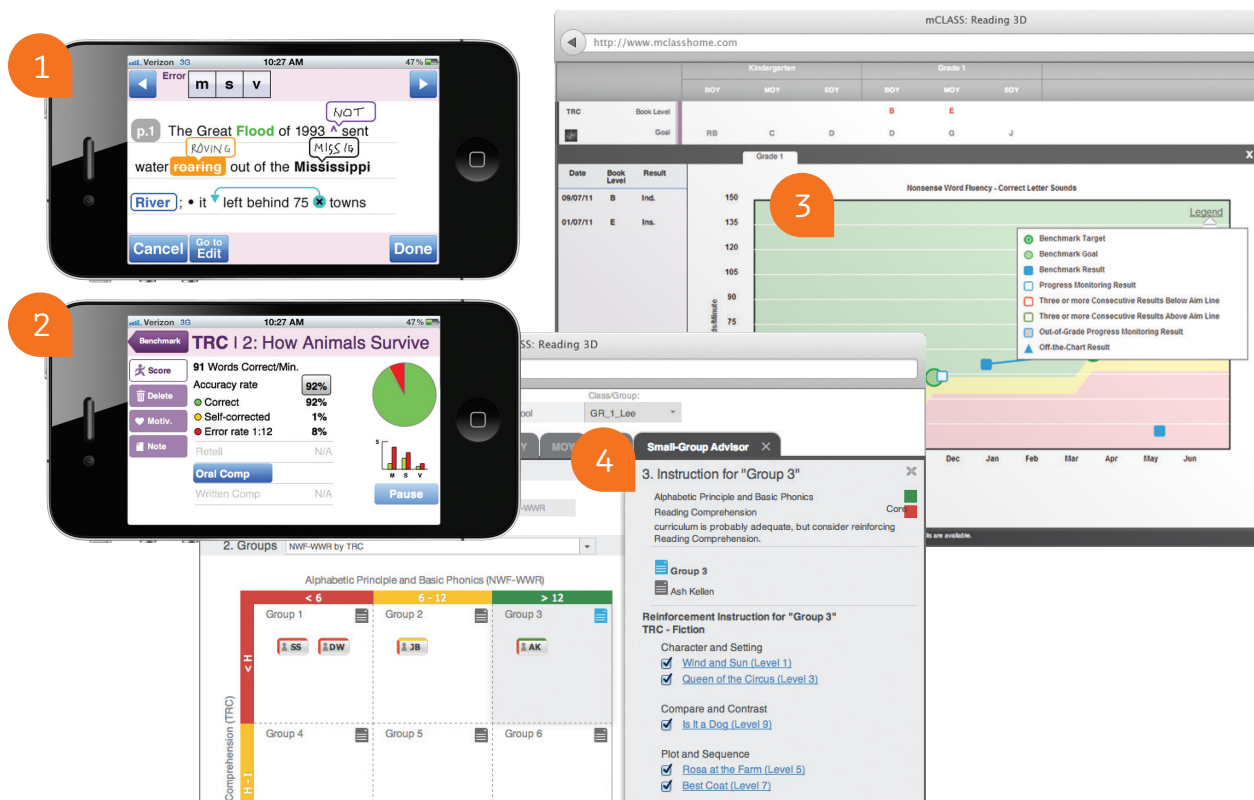 1
Verizon 3G 10:27 AM 47%
Error m s v
NOT
p.1 The Great Flood of 1993 ^ sent
ROVING MISSIS
water roaring out of the Mississippi
River ; • it left behind 75 towns
Cancel Go to Edit Done
2
Verizon 3G 10:27 AM 47%
Benchmark TRC | 2: How Animals Survive
Score 91 Words Correct/Min.
Accuracy rate 92%
Delete Correct 92%
Motiv. Self-corrected 1%
Error rate 1:12 8%
Note Retell N/A
Oral Comp
Written Comp N/A
S
M S V
Pause
mCLASS: Reading 3D
http://www.mclasshome.com
Kindergarten Grade 1
BOY MOY EOY BOY MOY EOY
TRC Book Level B E
Goal RB C D D G J
Grade 1 X
Date Book Level Result
09/07/11 B Ind.
01/07/11 E Ins.
3
Nonsense Word Fluency - Correct Letter Sounds
150
135
120
105
90
75
ds/Minute
Legend
Benchmark Target
Benchmark Goal
Benchmark Result
Progress Monitoring Result
Three or more Consecutive Results Below Aim Line
Three or more Consecutive Results Above Aim Line
Out-of-Grade Progress Monitoring Result
Off-the-Chart Result
Dec Jan Feb Mar Apr May Jun
ils are available.
SS: Reading 3D
Class/Group:
ool GR_1_Lee
Y MOY
4
Small-Group Advisor X
-WWR
2. Groups NWF-WWR by TRC
Alphabetic Principle and Basic Phonics (NWF-WWR)
< 6 6 - 12 > 12
Group 1 Group 2 Group 3
SS DW JB AK
< H
Group 4 Group 5 Group 6
H - I
Comprehension (TRC)
3. Instruction for "Group 3"
Alphabetic Principle and Basic Phonics
Reading Comprehension Core
curriculum is probably adequate, but consider reinforcing
Reading Comprehension.
Group 3
Ash Kellen
Reinforcement Instruction for "Group 3"
TRC - Fiction
Character and Setting
Wind and Sun (Level 1)
Queen of the Circus (Level 3)
Compare and Contrast
Is It a Dog (Level 9)
Plot and Sequence
Rosa at the Farm (Level 5)
Best Coat (Level 7)